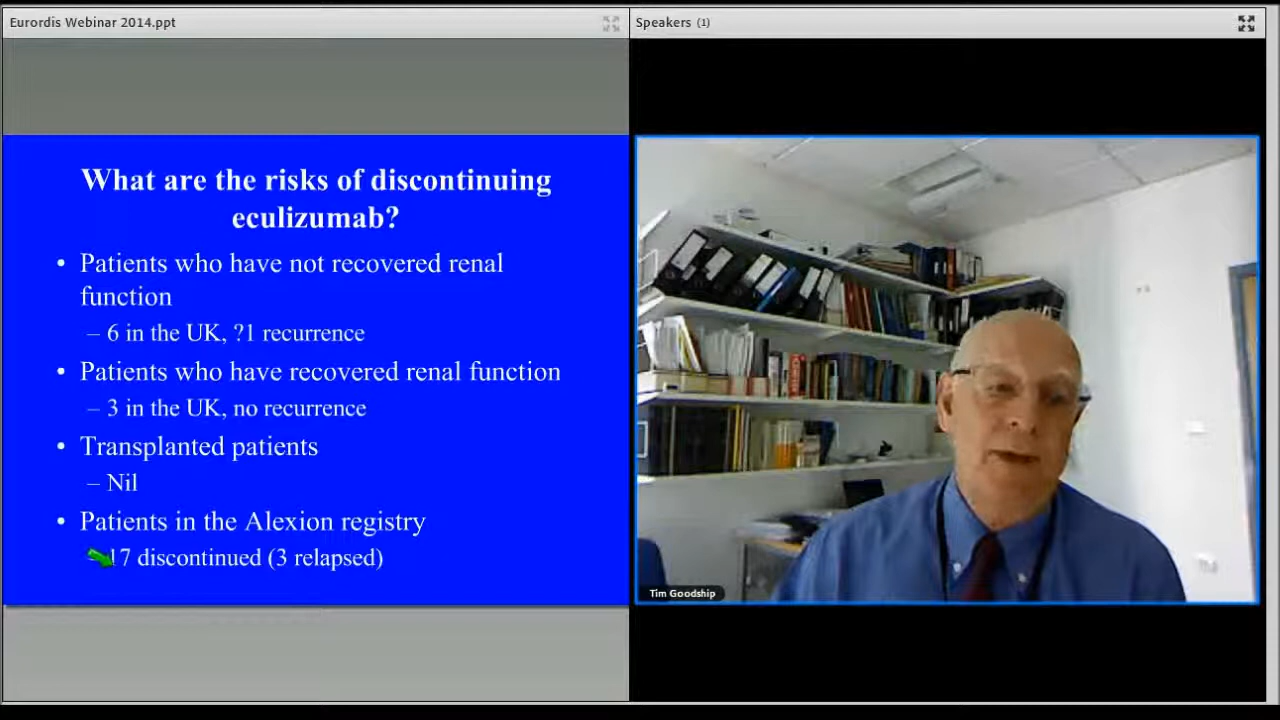 Eurordis Webinar 2014.ppt
Speakers (1)
What are the risks of discontinuing
eculizumab?
• Patients who have not recovered renal
function
– 6 in the UK, ?1 recurrence
• Patients who have recovered renal function
– 3 in the UK, no recurrence
• Transplanted patients
– Nil
• Patients in the Alexion registry
17 discontinued (3 relapsed)
Tim Goodship